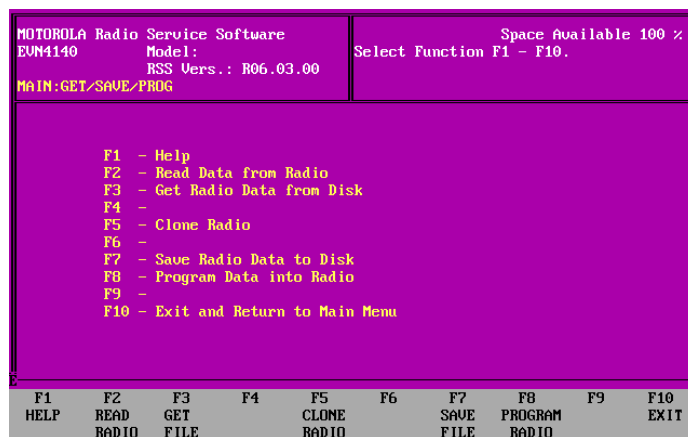 MOTOROLA Radio Service Software
EVN4140 Model:
RSS Vers.: R06.03.00
MAIN:GET/SAVE/PROG
Space Available 100 %
Select Function F1 - F10.
F1 - Help
F2 - Read Data from Radio
F3 - Get Radio Data from Disk
F4 -
F5 - Clone Radio
F6 -
F7 - Save Radio Data to Disk
F8 - Program Data into Radio
F9 -
F10 - Exit and Return to Main Menu
E
F1 F2 F3 F4 F5 F6 F7 F8 F9 F10
HELP READ GET CLONE SAVE PROGRAM EXIT
RADIO FILE RADIO FILE RADIO